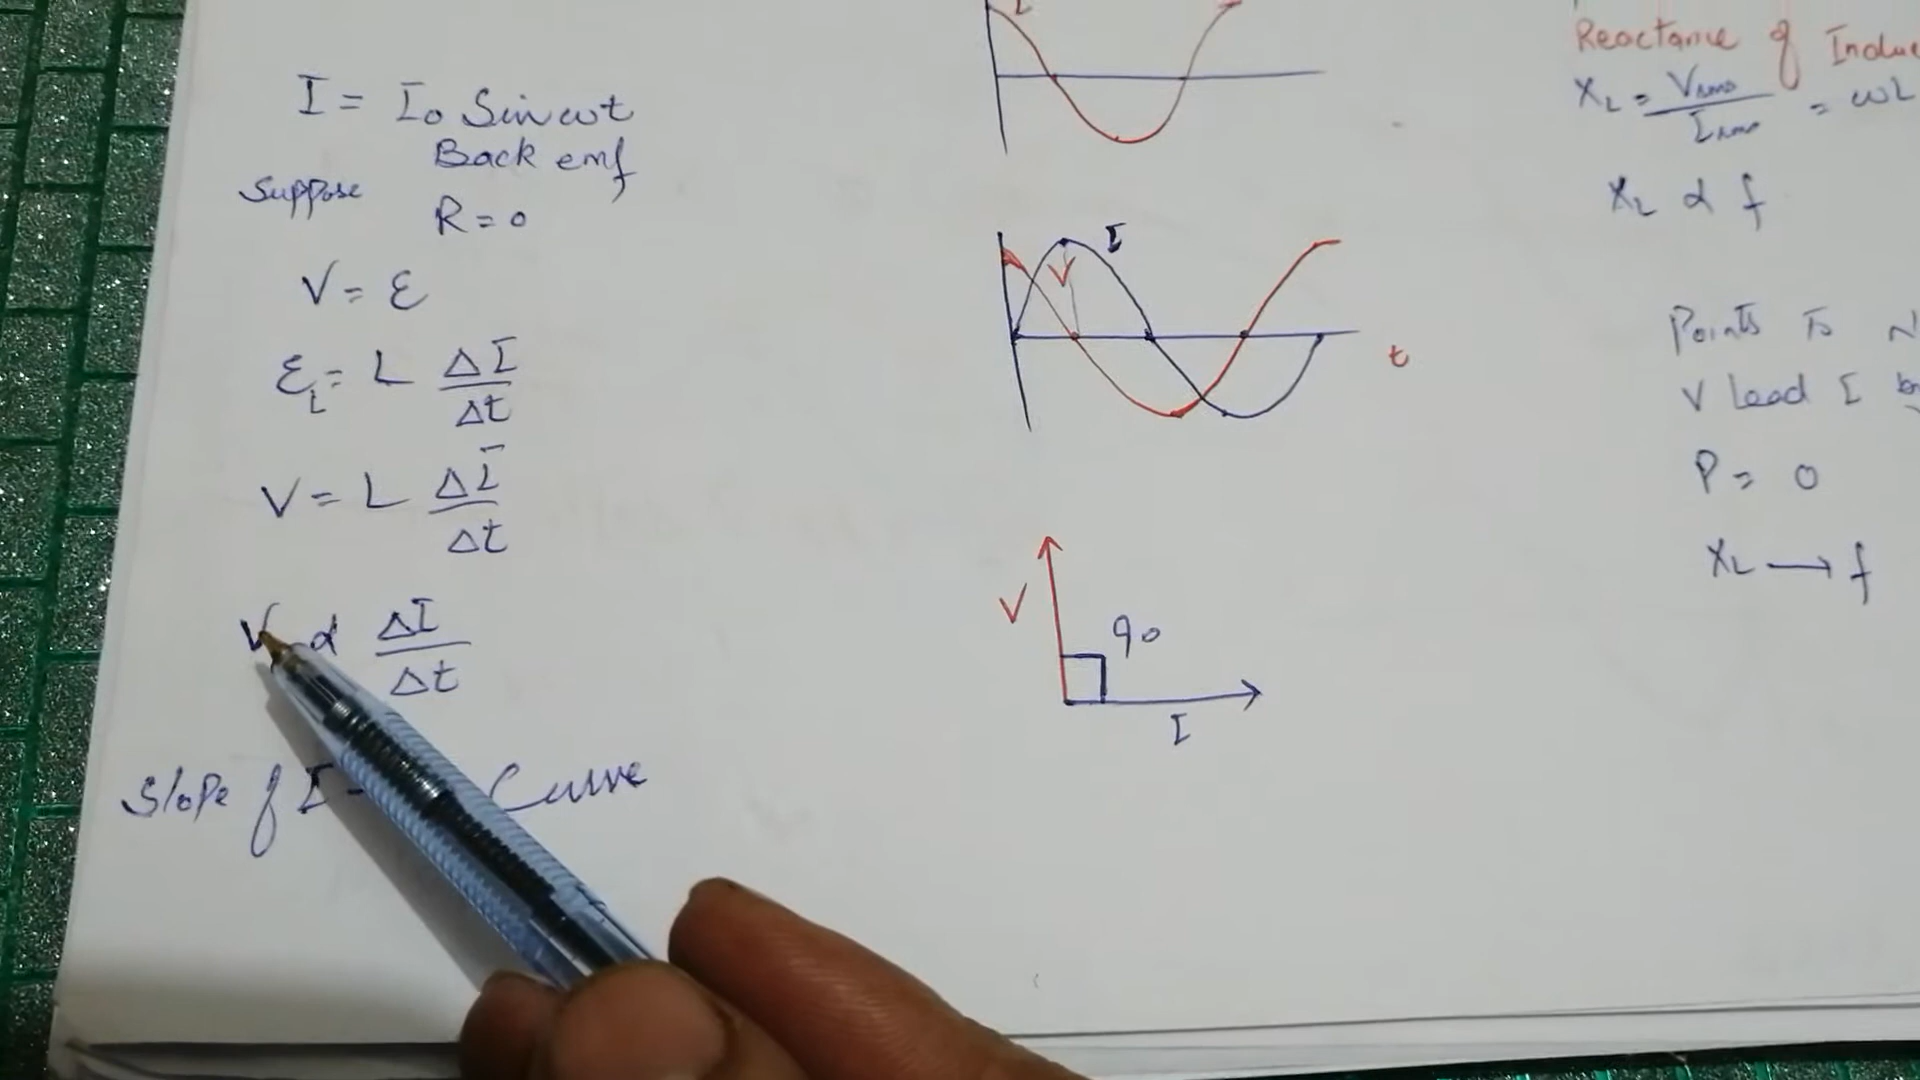 I = I₀ Sin ωt
Back emf
Suppose
R = 0
V = ε
ε_L = L ΔI/Δt
V = L ΔI/Δt
V α ΔI/Δt
Slope of I - Curve
I
V
t
V
90
I
Reactance of
X_L = V_rms/I_rms = ωL
X_L α f
Points To
V Lead I
P = 0
X_L → f